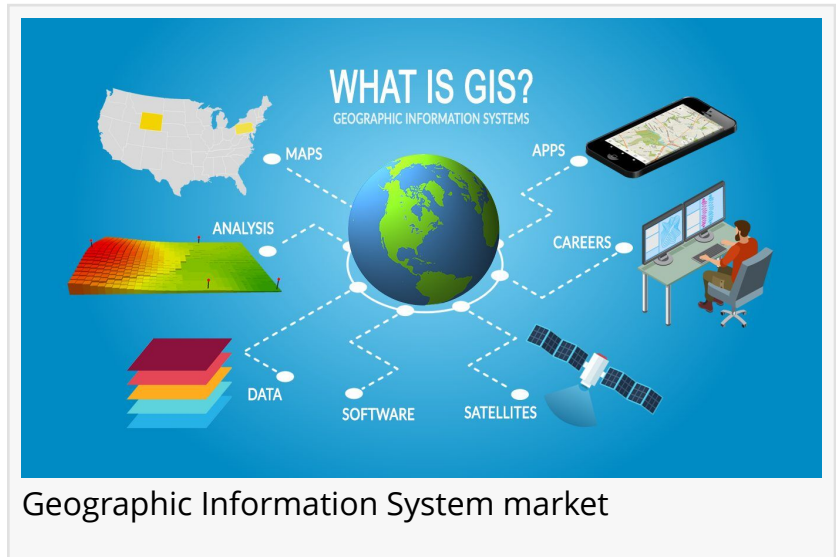 WHAT IS GIS?
GEOGRAPHIC INFORMATION SYSTEMS
MAPS
APPS
ANALYSIS
CAREERS
DATA
SOFTWARE
SATELLITES
Geographic Information System market